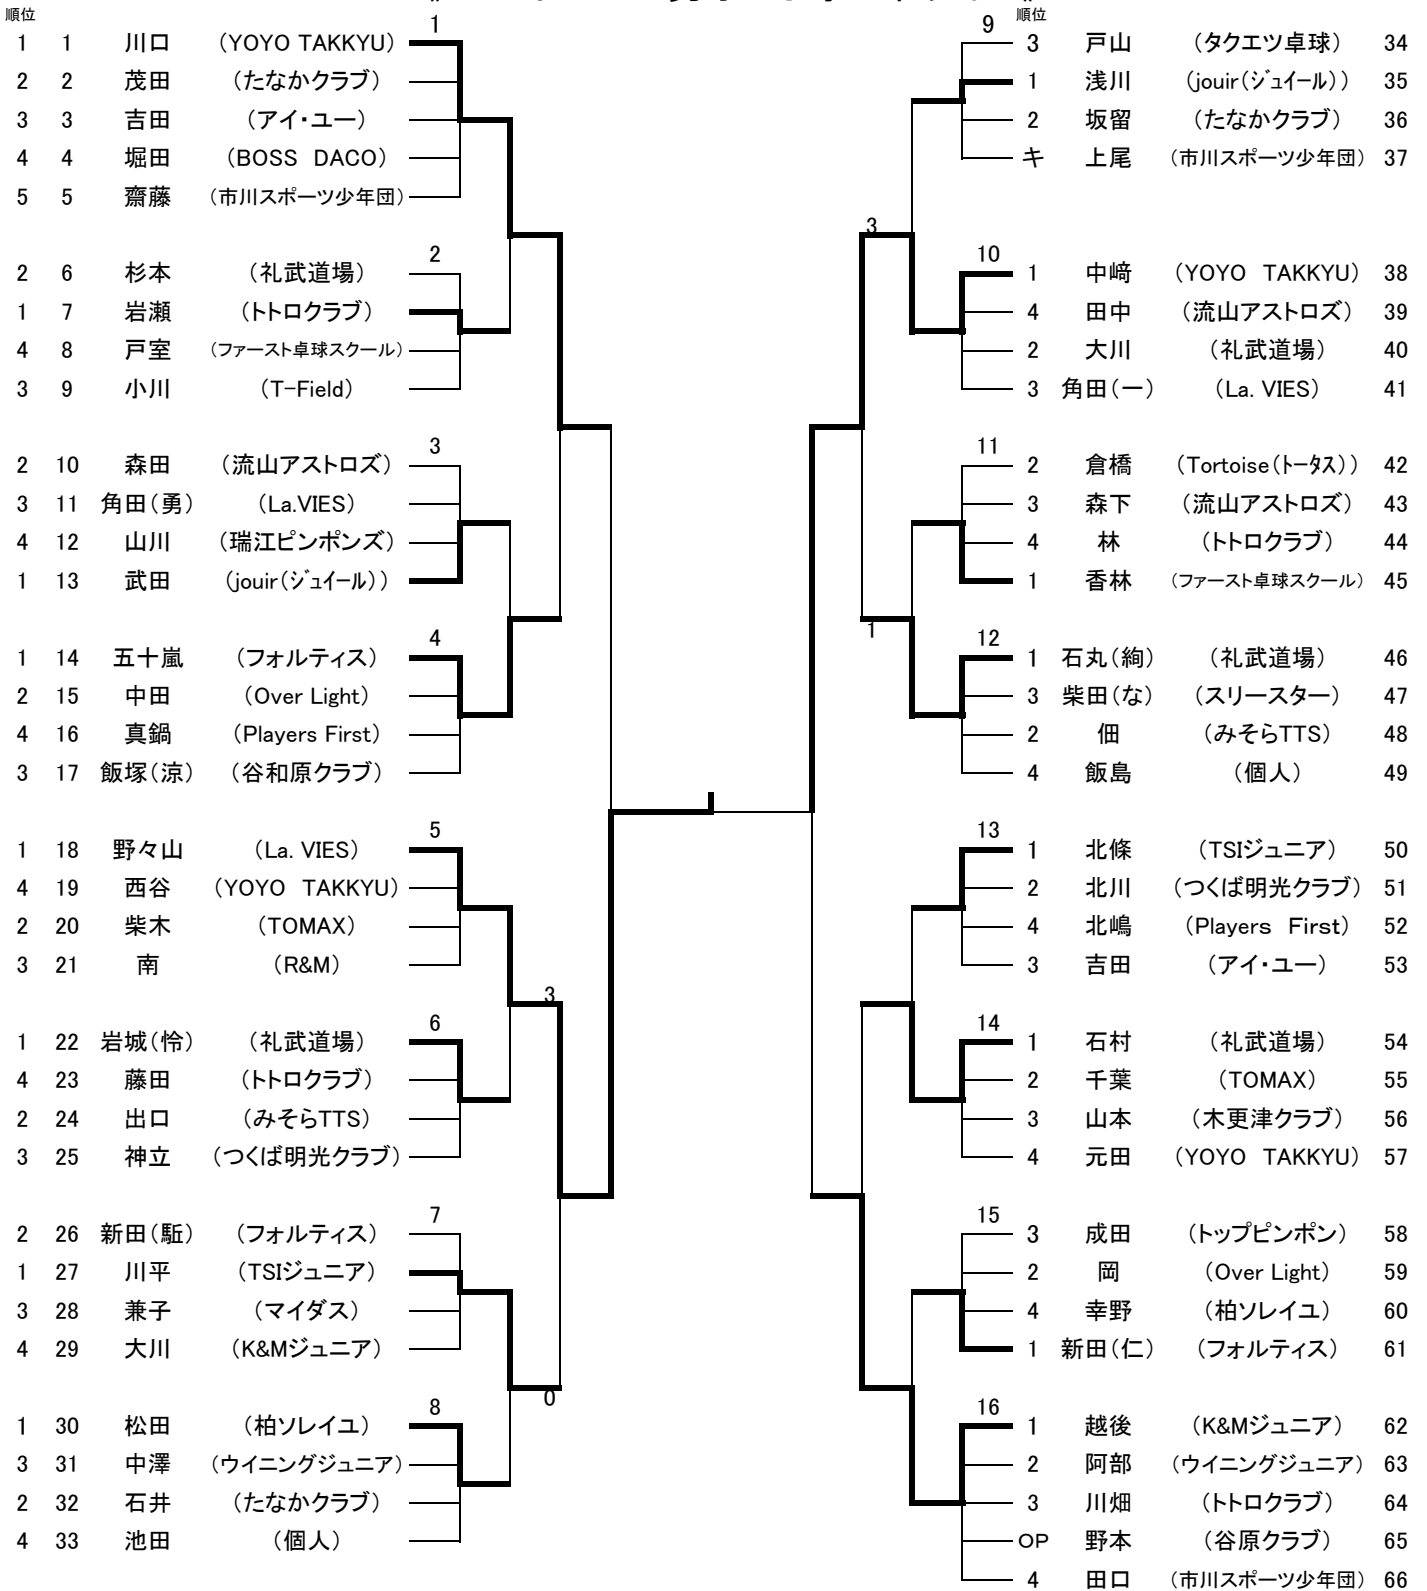 順位
1
1 1 川口 (YOYO TAKKYU)
2 2 茂田 (たなかクラブ)
3 3 吉田 (アイ・ユー)
4 4 堀田 (BOSS DACO)
5 5 齋藤 (市川スポーツ少年団)
2
2 6 杉本 (礼武道場)
1 7 岩瀬 (トトロクラブ)
4 8 戸室 (ファースト卓球スクール)
3 9 小川 (T-Field)
3
2 10 森田 (流山アストロズ)
3 11 角田(勇) (La.VIES)
4 12 山川 (瑞江ピンポンズ)
1 13 武田 (jouir(ジュイール))
4
1 14 五十嵐 (フォルティス)
2 15 中田 (Over Light)
4 16 真鍋 (Players First)
3 17 飯塚(涼) (谷和原クラブ)
5
1 18 野々山 (La. VIES)
4 19 西谷 (YOYO TAKKYU)
2 20 柴木 (TOMAX)
3 21 南 (R&M)
3
6
1 22 岩城(怜) (礼武道場)
4 23 藤田 (トトロクラブ)
2 24 出口 (みそらTTS)
3 25 神立 (つくば明光クラブ)
7
2 26 新田(駈) (フォルティス)
1 27 川平 (TSIジュニア)
3 28 兼子 (マイダス)
4 29 大川 (K&Mジュニア)
0
8
1 30 松田 (柏ソレイユ)
3 31 中澤 (ウイニングジュニア)
2 32 石井 (たなかクラブ)
4 33 池田 (個人)
順位
9
3 戸山 (タクエツ卓球) 34
1 浅川 (jouir(ジュイール)) 35
2 坂留 (たなかクラブ) 36
キ 上尾 (市川スポーツ少年団) 37
3
10
1 中﨑 (YOYO TAKKYU) 38
4 田中 (流山アストロズ) 39
2 大川 (礼武道場) 40
3 角田(一) (La. VIES) 41
11
2 倉橋 (Tortoise(トータス)) 42
3 森下 (流山アストロズ) 43
4 林 (トトロクラブ) 44
1 香林 (ファースト卓球スクール) 45
1
12
1 石丸(絢) (礼武道場) 46
3 柴田(な) (スリースター) 47
2 佃 (みそらTTS) 48
4 飯島 (個人) 49
13
1 北條 (TSIジュニア) 50
2 北川 (つくば明光クラブ) 51
4 北嶋 (Players First) 52
3 吉田 (アイ・ユー) 53
14
1 石村 (礼武道場) 54
2 千葉 (TOMAX) 55
3 山本 (木更津クラブ) 56
4 元田 (YOYO TAKKYU) 57
15
3 成田 (トップピンポン) 58
2 岡 (Over Light) 59
4 幸野 (柏ソレイユ) 60
1 新田(仁) (フォルティス) 61
16
1 越後 (K&Mジュニア) 62
2 阿部 (ウイニングジュニア) 63
3 川畑 (トトロクラブ) 64
OP 野本 (谷原クラブ) 65
4 田口 (市川スポーツ少年団) 66